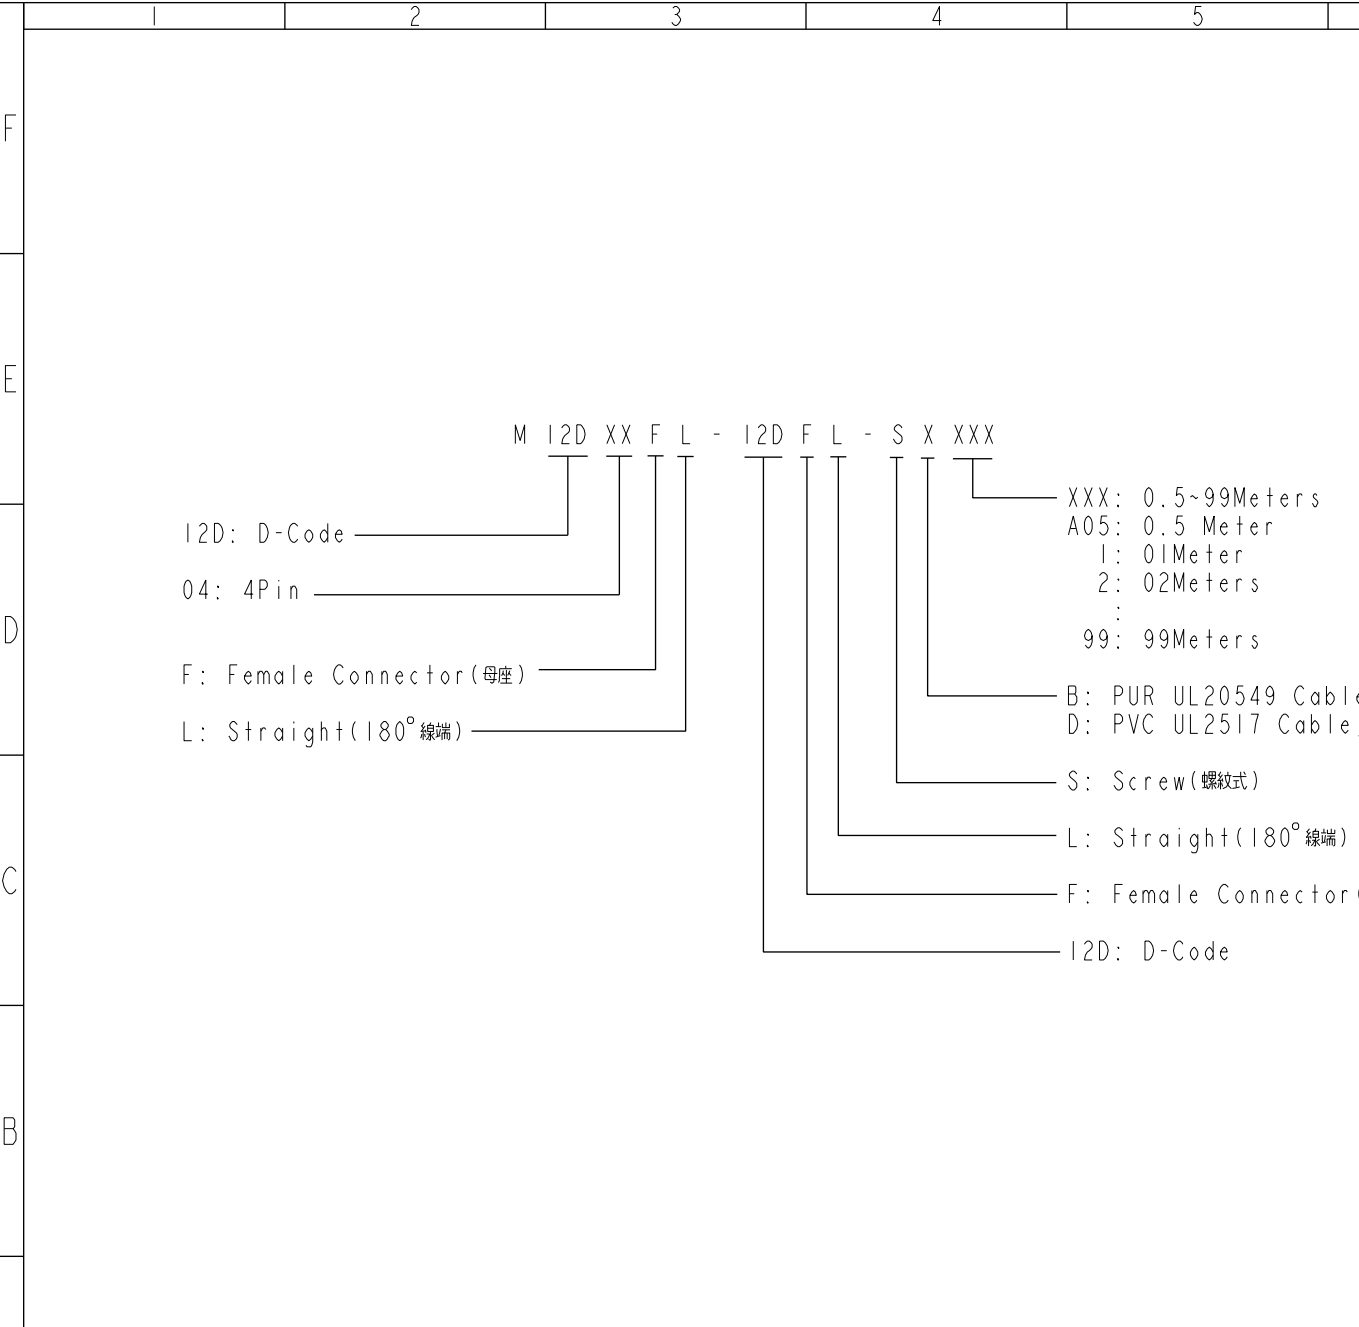 1 2 3 4 5
F
E
M 12D XX F L - 12D F L - S X XXX
XXX: 0.5~99Meters
A05: 0.5 Meter
1: 01Meter
2: 02Meters
:
99: 99Meters
12D: D-Code
04: 4Pin
D
F: Female Connector(母座)
L: Straight(180°線端)
B: PUR UL20549 Cable
D: PVC UL2517 Cable
S: Screw(螺紋式)
L: Straight(180°線端)
C
F: Female Connector(
12D: D-Code
B